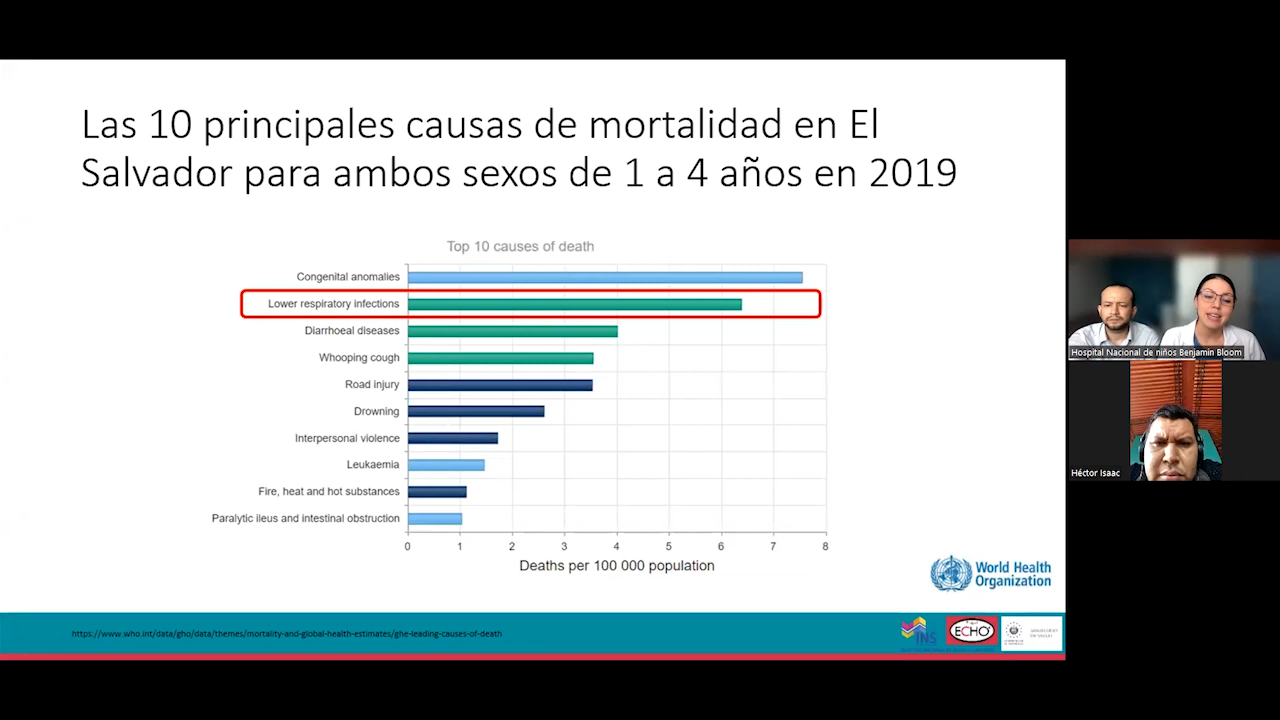 Las 10 principales causas de mortalidad en El
Salvador para ambos sexos de 1 a 4 años en 2019
Top 10 causes of death
Congenital anomalies
Lower respiratory infections
Diarrhoeal diseases
Whooping cough
Road injury
Drowning
Interpersonal violence
Leukaemia
Fire, heat and hot substances
Paralytic ileus and intestinal obstruction
0 1 2 3 4 5 6 7 8
Deaths per 100 000 population
World Health
Organization
https://www.who.int/data/gho/data/themes/mortality-and-global-health-estimates/ghe-leading-causes-of-death
INS
ECHO
Hospital Nacional de niños Benjamin Bloom
Héctor Isaac